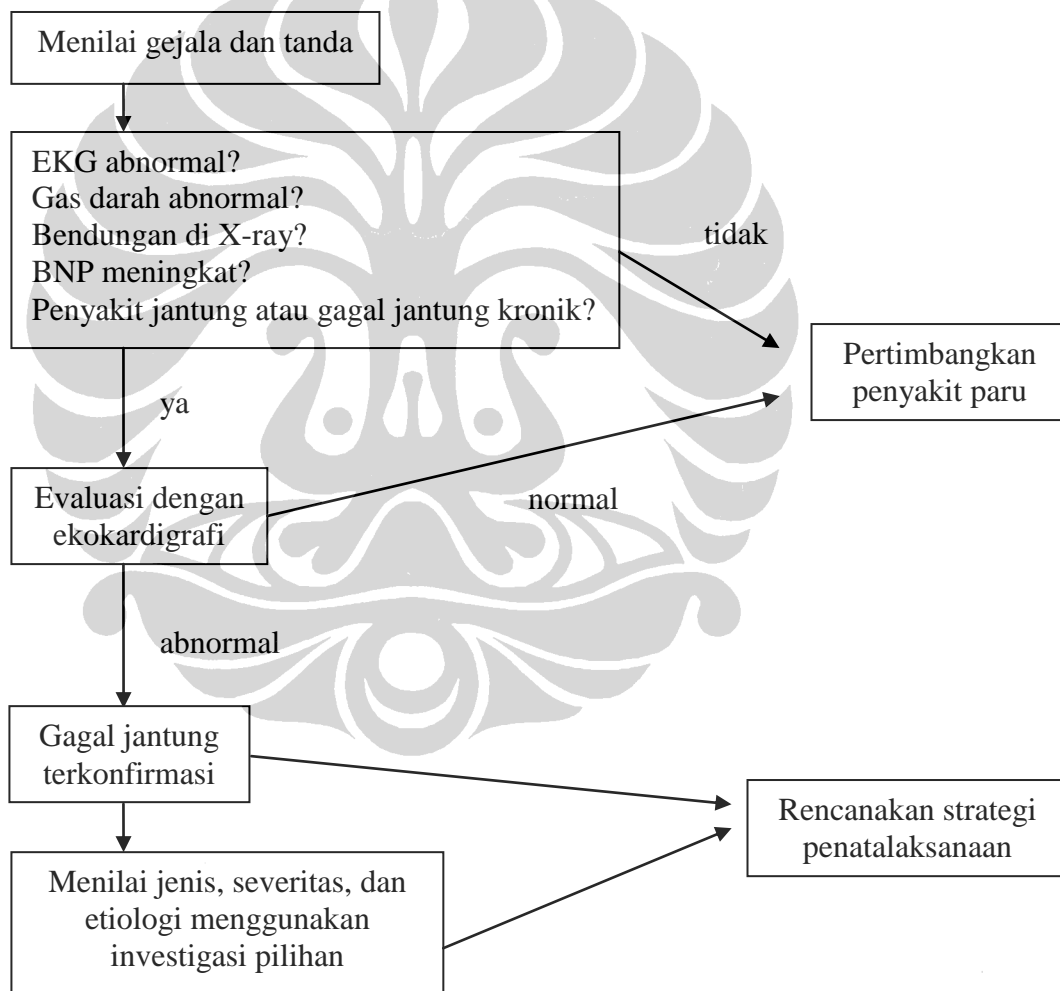 Menilai gejala dan tanda
EKG abnormal?
Gas darah abnormal?
Bendungan di X-ray?
BNP meningkat?
Penyakit jantung atau gagal jantung kronik?
tidak
Pertimbangkan
penyakit paru
ya
Evaluasi dengan
ekokardigrafi
normal
abnormal
Gagal jantung
terkonfirmasi
Rencanakan strategi
penatalaksanaan
Menilai jenis, severitas, dan
etiologi menggunakan
investigasi pilihan